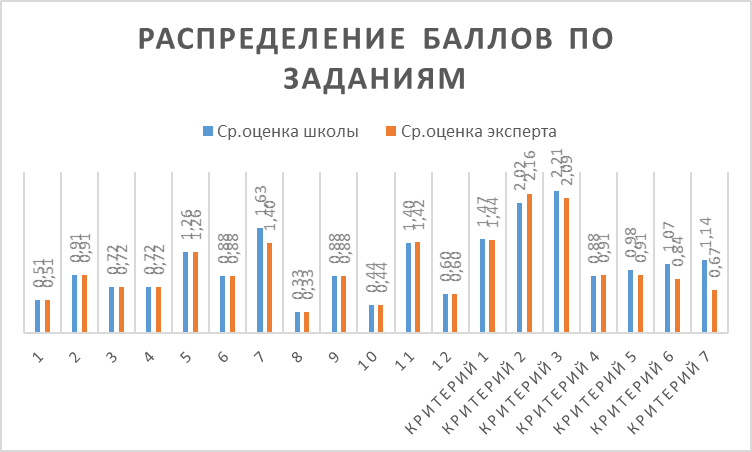 РАСПРЕДЕЛЕНИЕ БАЛЛОВ ПО
ЗАДАНИЯМ
Ср.оценка школы Ср.оценка эксперта
0,51 0,91 0,72 0,72 1,26 0,88 1,63 0,33 0,88 0,44 1,40 0,60 1,47 2,02 2,21 0,88 0,98 1,07 1,14
0,51 0,91 0,72 0,72 1,26 0,88 1,40 0,33 0,88 0,44 1,42 0,60 1,44 2,16 2,09 0,91 0,91 0,84 0,67
1 2 3 4 5 6 7 8 9 10 11 12 КРИТЕРИЙ 1 КРИТЕРИЙ 2 КРИТЕРИЙ 3 КРИТЕРИЙ 4 КРИТЕРИЙ 5 КРИТЕРИЙ 6 КРИТЕРИЙ 7